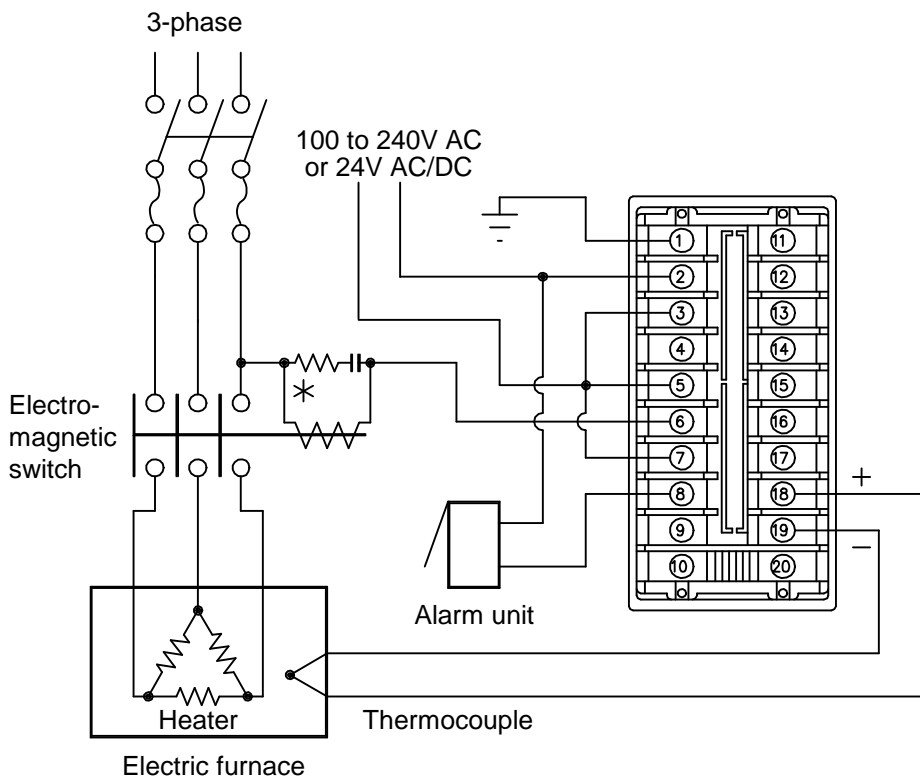 3-phase
100 to 240V AC
or 24V AC/DC
Electro-
magnetic
switch
*
1
2
3
4
5
6
7
8
9
10
11
12
13
14
15
16
17
18
19
20
+
−
Alarm unit
Heater
Thermocouple
Electric furnace